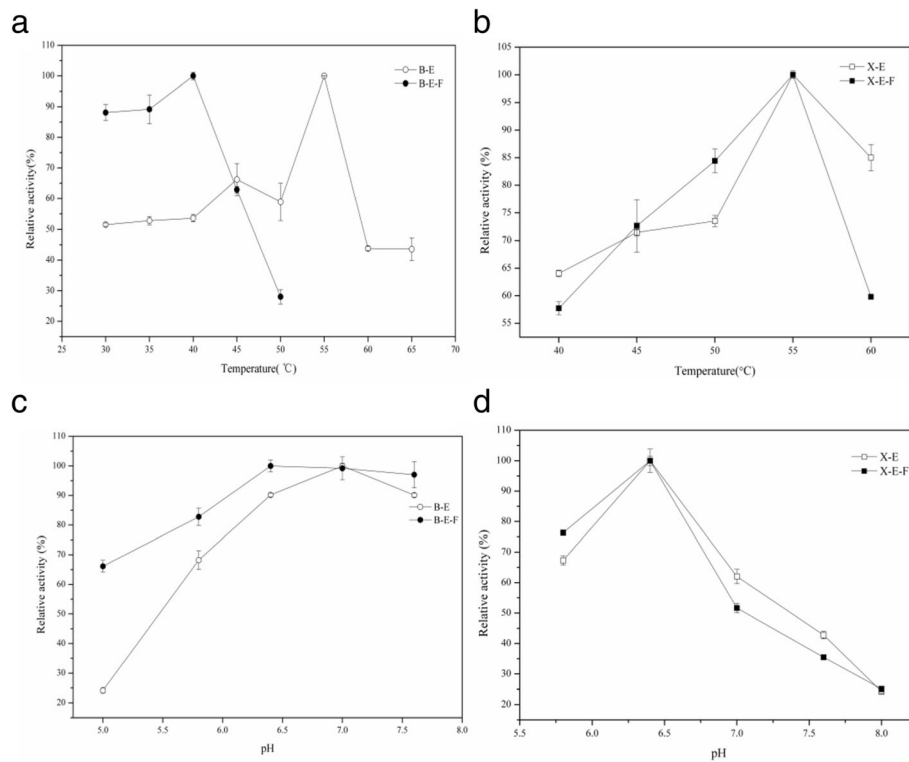 a
110
100
90
80
70
60
50
40
30
20
Relative activity(%)
B-E
B-E-F
25 30 35 40 45 50 55 60 65 70
Temperature( ℃)
b
105
100
95
90
85
80
75
70
65
60
55
Relative activity (%)
X-E
X-E-F
40 45 50 55 60
Temperature(°C)
c
110
100
90
80
70
60
50
40
30
20
Relative activity (%)
B-E
B-E-F
5.0 5.5 6.0 6.5 7.0 7.5 8.0
pH
d
110
100
90
80
70
60
50
40
30
20
Relative activity (%)
X-E
X-E-F
5.5 6.0 6.5 7.0 7.5 8.0
pH